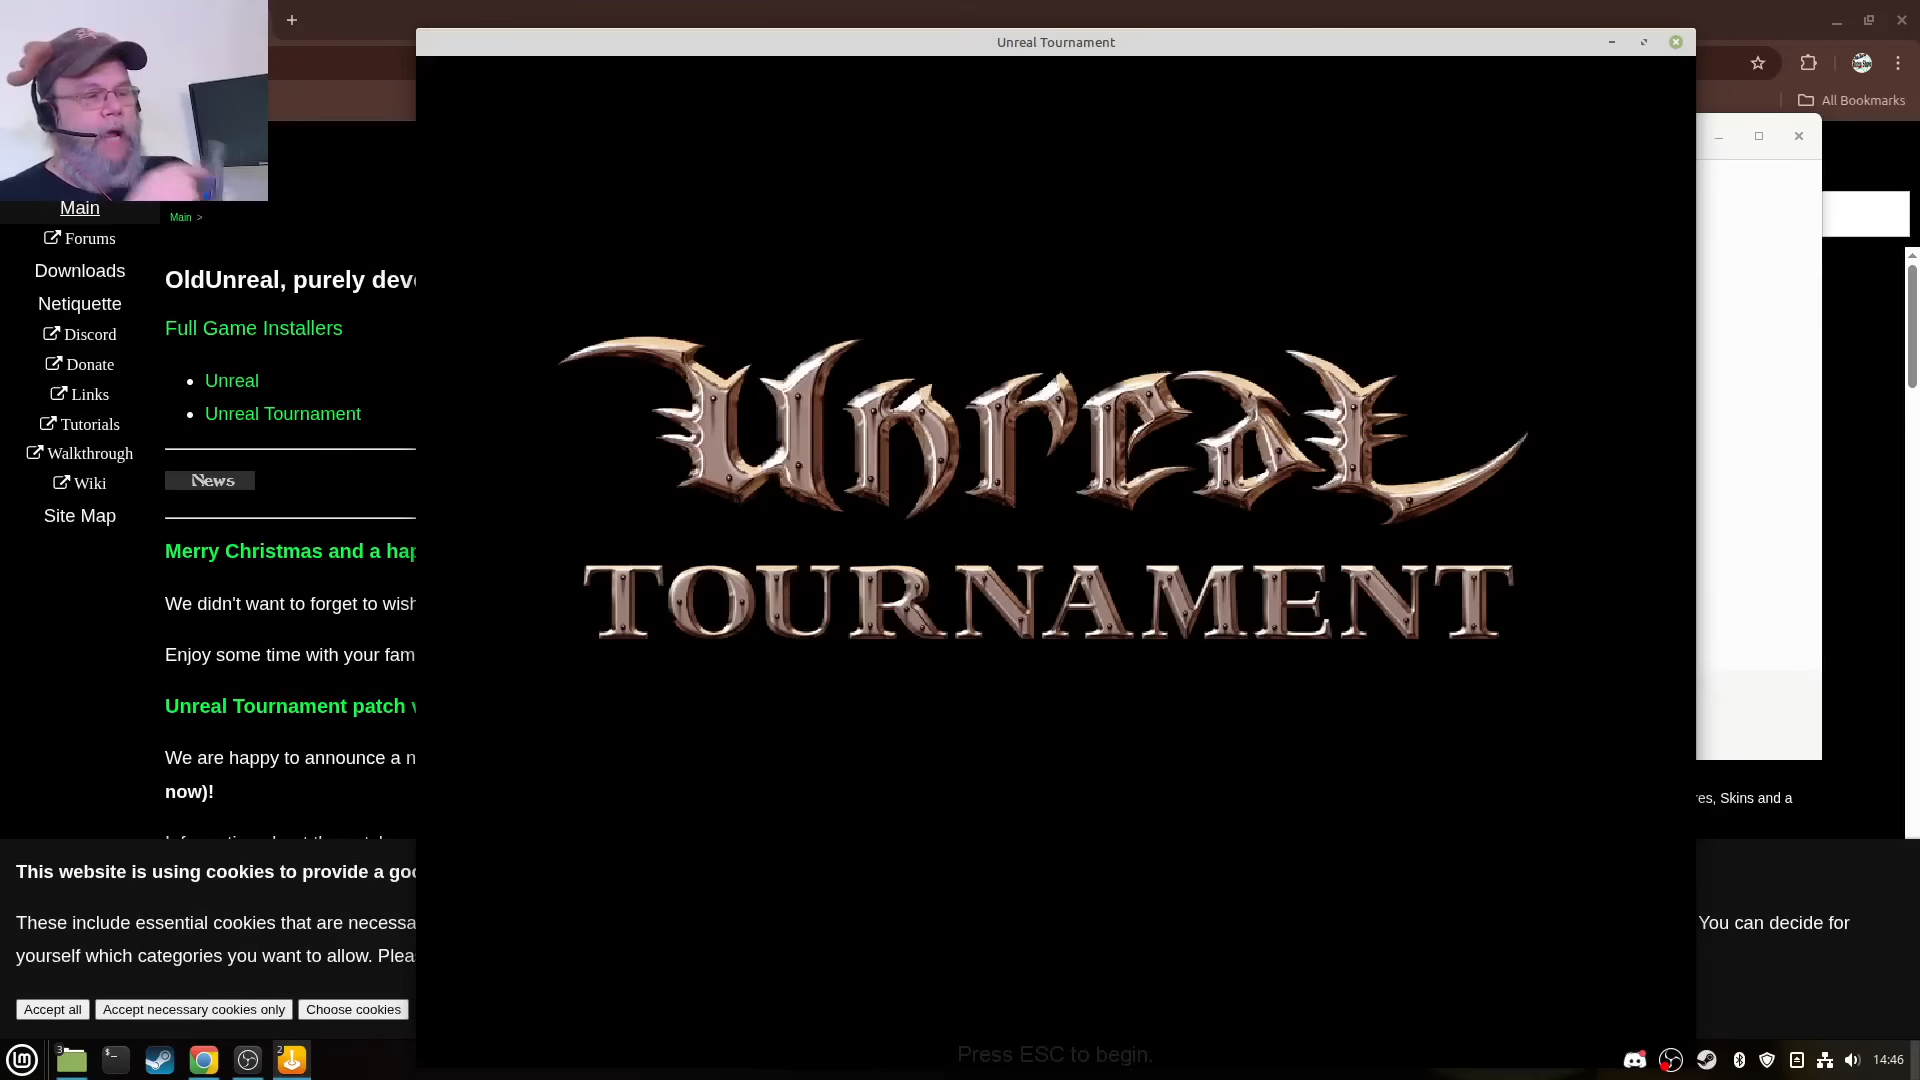 Unreal Tournament
All Bookmarks
Main
Main >
Forums
Downloads
Netiquette
Discord
Donate
Links
Tutorials
Walkthrough
Wiki
Site Map
OldUnreal, purely dev
Full Game Installers
Unreal
Unreal Tournament
News
Merry Christmas and a hap
We didn't want to forget to wish
Enjoy some time with your fam
Unreal Tournament patch
We are happy to announce a n
now)!
Unreal
TOURNAMENT
Press ESC to begin.
res, Skins and a
This website is using cookies to provide a goo
These include essential cookies that are necessa
You can decide for
yourself which categories you want to allow. Plea
Accept all
Accept necessary cookies only
Choose cookies
3
$_
2
14:46